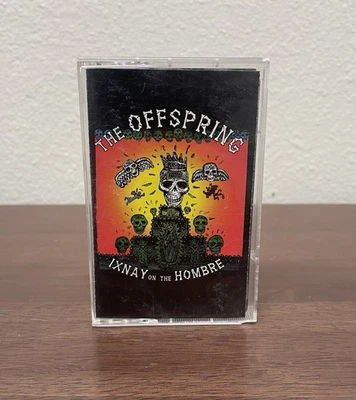 THE OFFSPRING
IXNAY ON THE HOMBRE